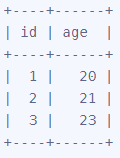 +----+------+
| id | age  |
+----+------+
|  1 |   20 |
|  2 |   21 |
|  3 |   23 |
+----+------+